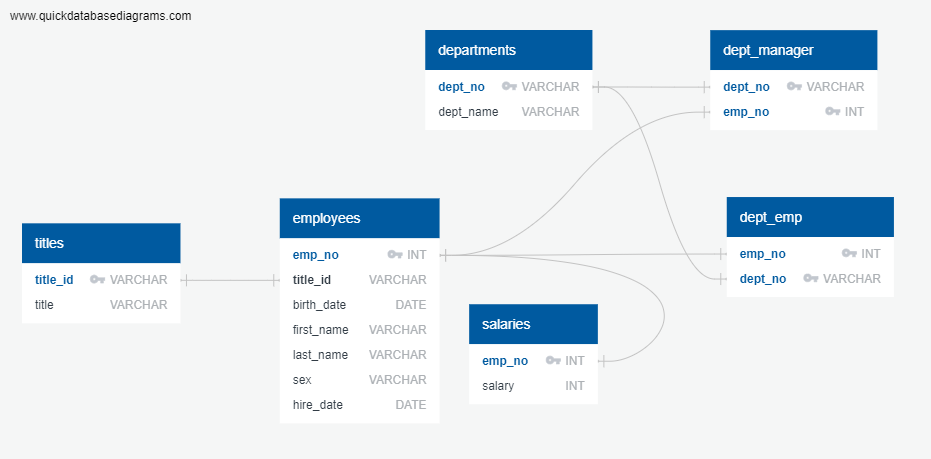 www.quickdatabasediagrams.com
departments
dept_no VARCHAR
dept_name VARCHAR
dept_manager
dept_no VARCHAR
emp_no INT
titles
title_id VARCHAR
title VARCHAR
employees
emp_no INT
title_id VARCHAR
birth_date DATE
first_name VARCHAR
last_name VARCHAR
sex VARCHAR
hire_date DATE
dept_emp
emp_no INT
dept_no VARCHAR
salaries
emp_no INT
salary INT